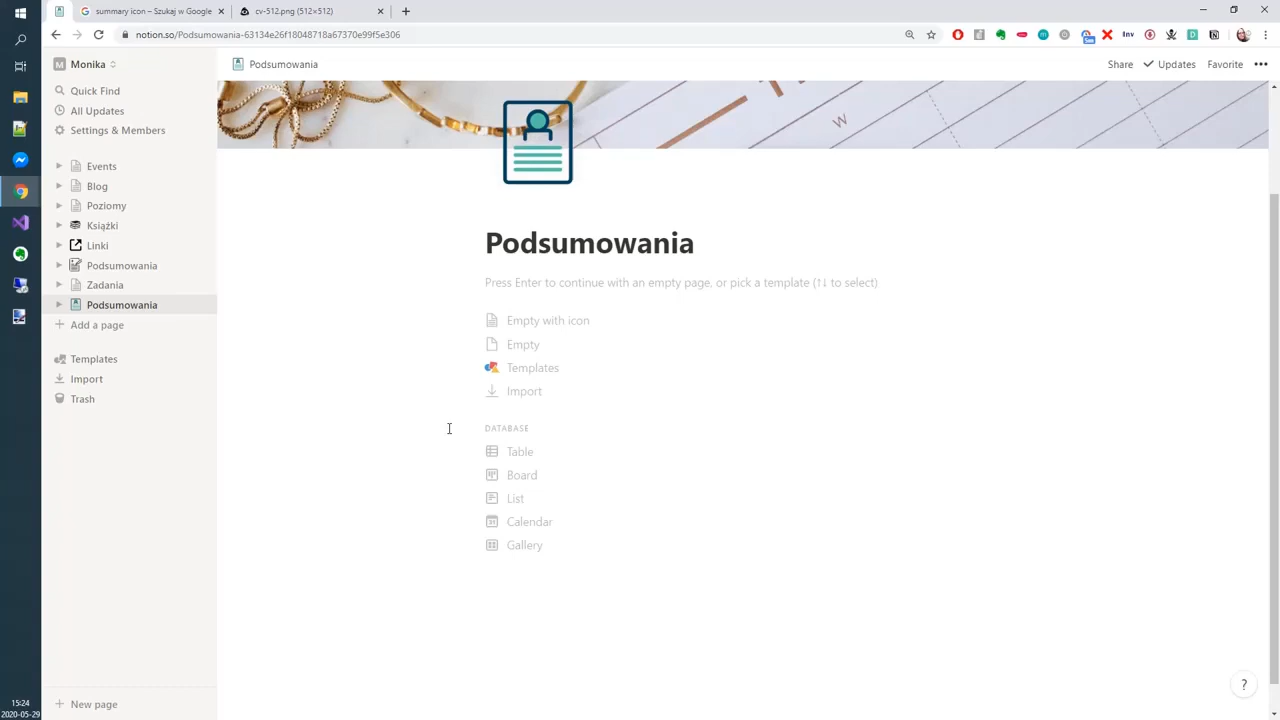 summary icon – Szukaj w Google
cv-512.png (512×512)
notion.so/Podsumowania-63134e26f18048718a67370e99f5e306
M Monika
Podsumowania
Share
Updates
Favorite
Quick Find
All Updates
Settings & Members
Events
Blog
Poziomy
Książki
Linki
Podsumowania
Zadania
Podsumowania
Add a page
Templates
Import
Trash
W
Podsumowania
Press Enter to continue with an empty page, or pick a template (↑↓ to select)
Empty with icon
Empty
Templates
Import
DATABASE
Table
Board
List
Calendar
Gallery
?
New page
15:24
2020-05-29